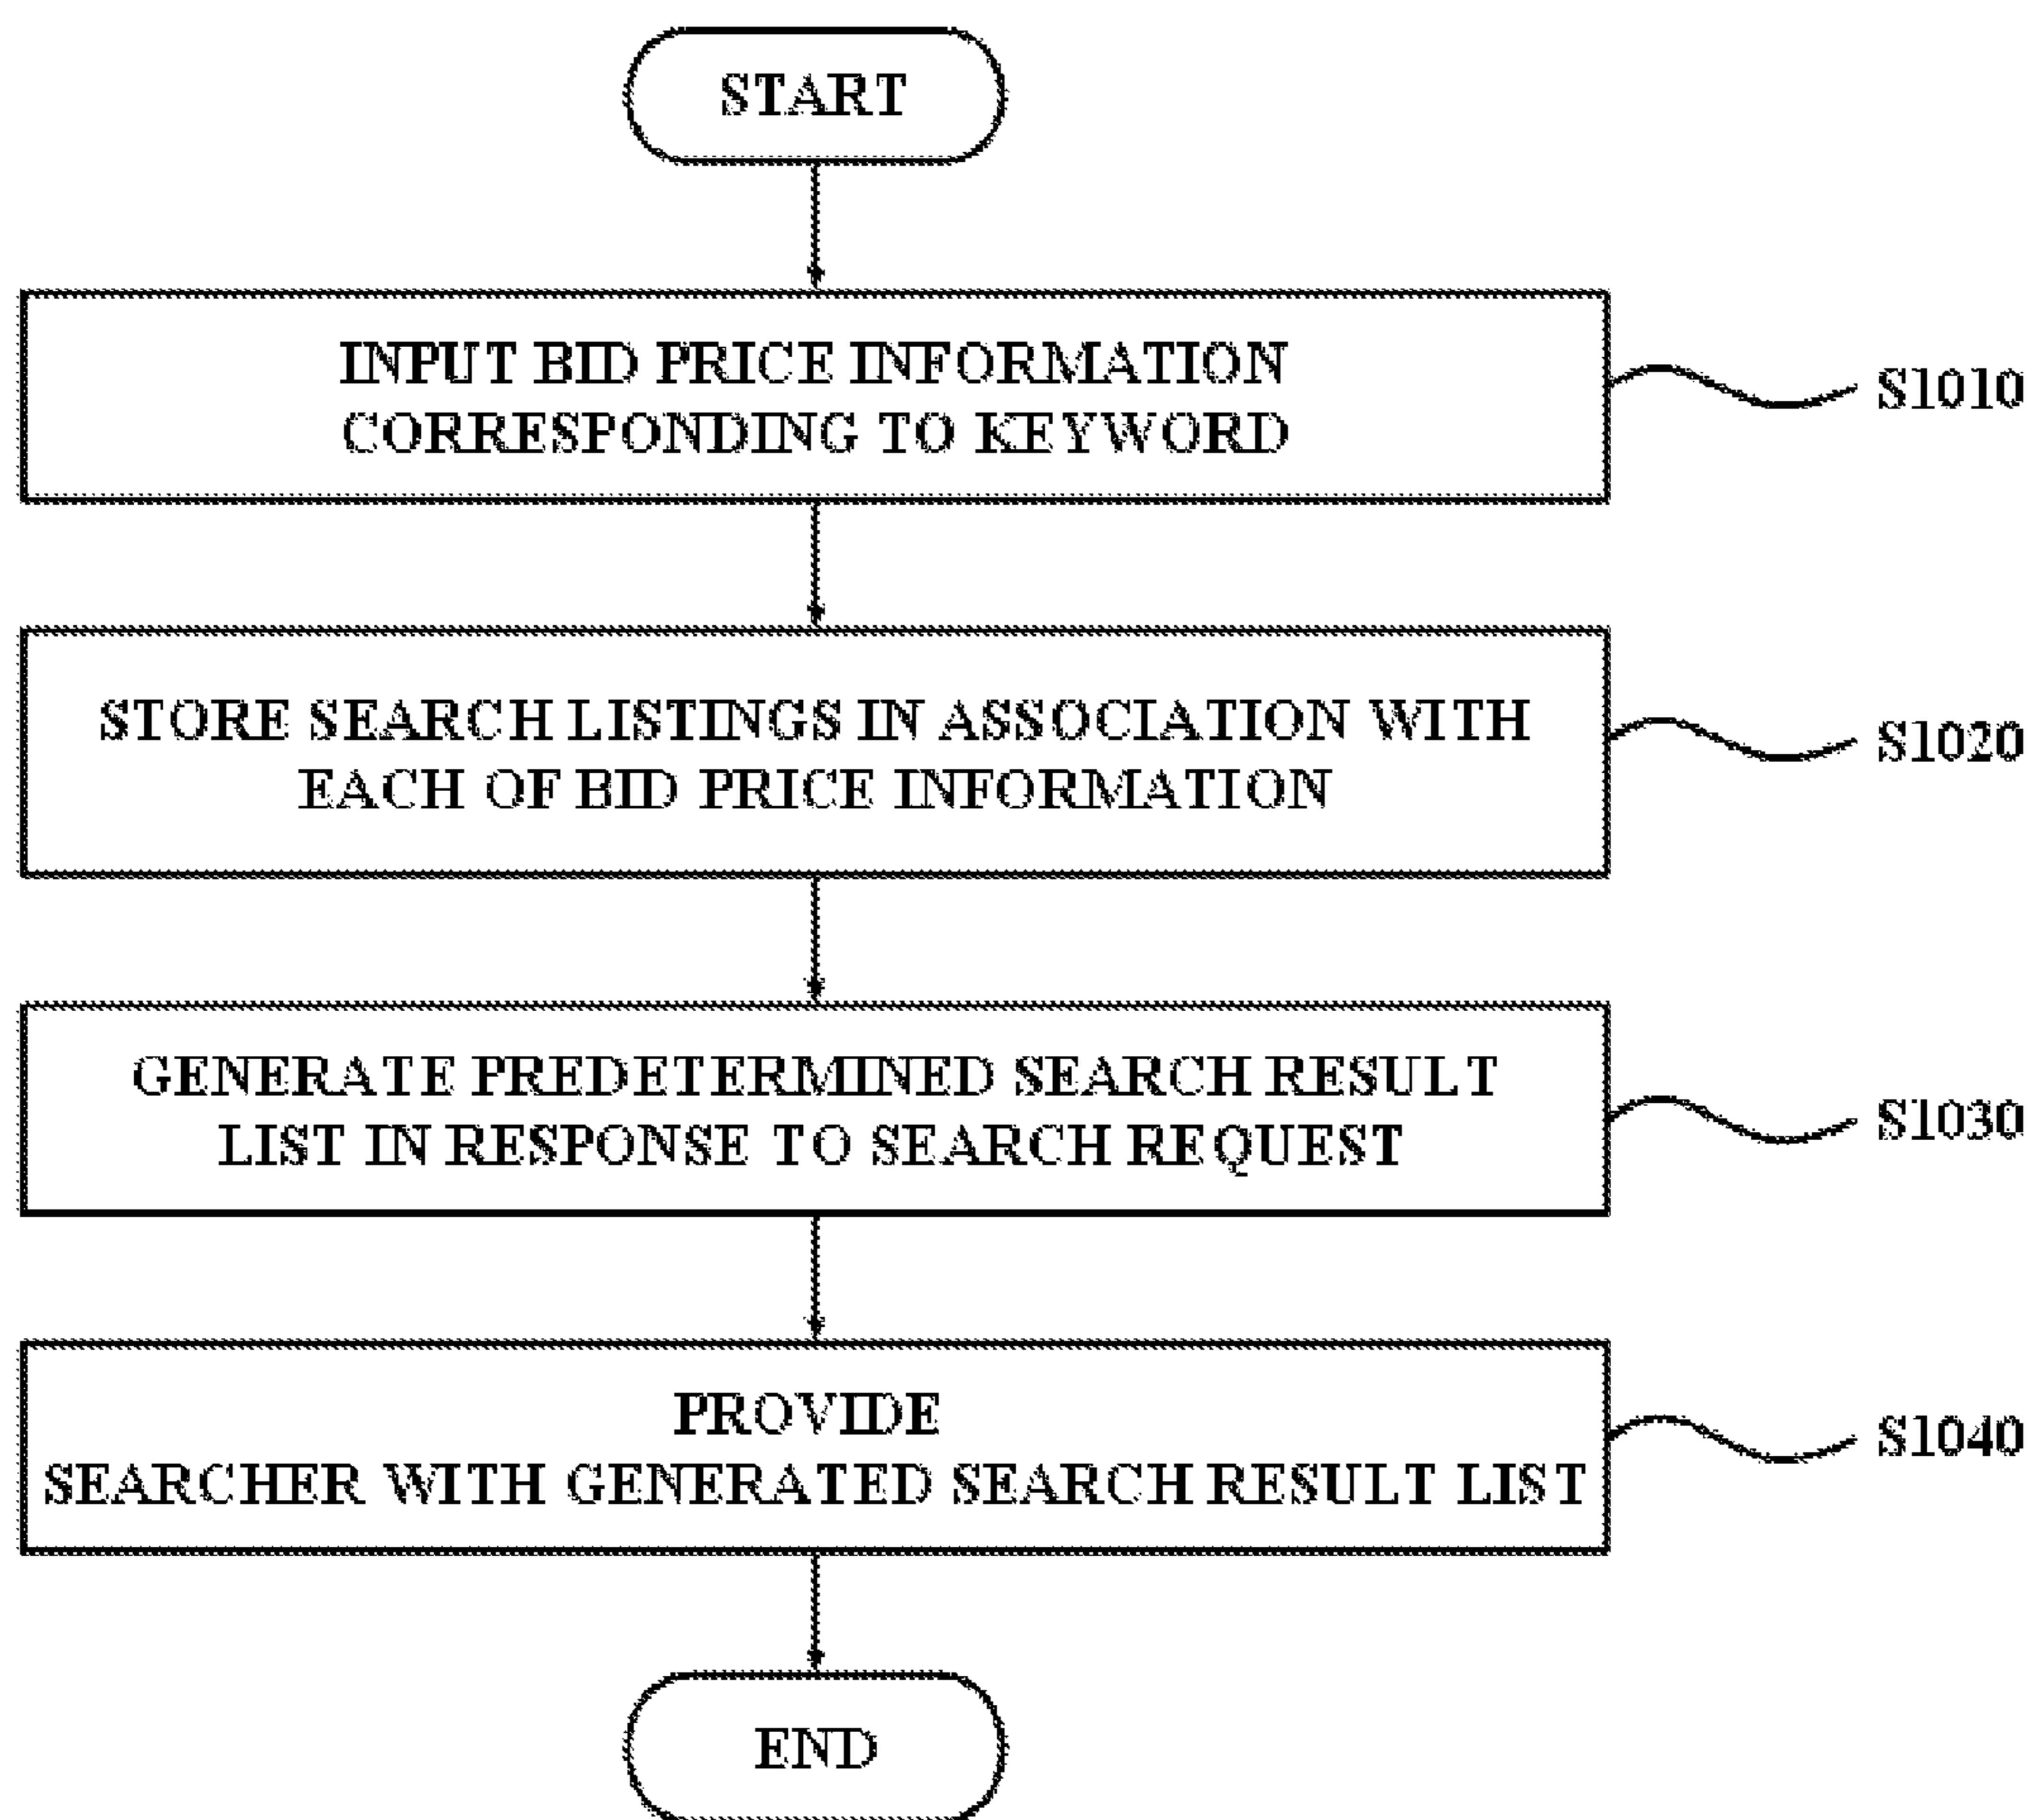 START
INPUT BID PRICE INFORMATION
CORRESPONDING TO KEYWORD
S1010
STORE SEARCH LISTINGS IN ASSOCIATION WITH
EACH OF BID PRICE INFORMATION
S1020
GENERATE PREDETERMINED SEARCH RESULT
LIST IN RESPONSE TO SEARCH REQUEST
S1030
PROVIDE
SEARCHER WITH GENERATED SEARCH RESULT LIST
S1040
END